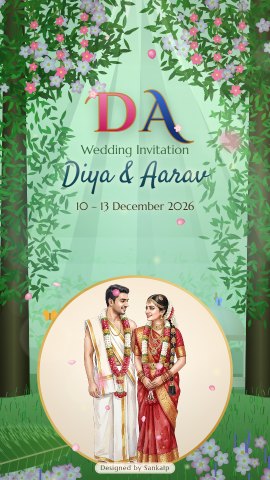 DA
Wedding Invitation
Diya & Aarav
10 – 13 December 2026
Designed by Sankalp